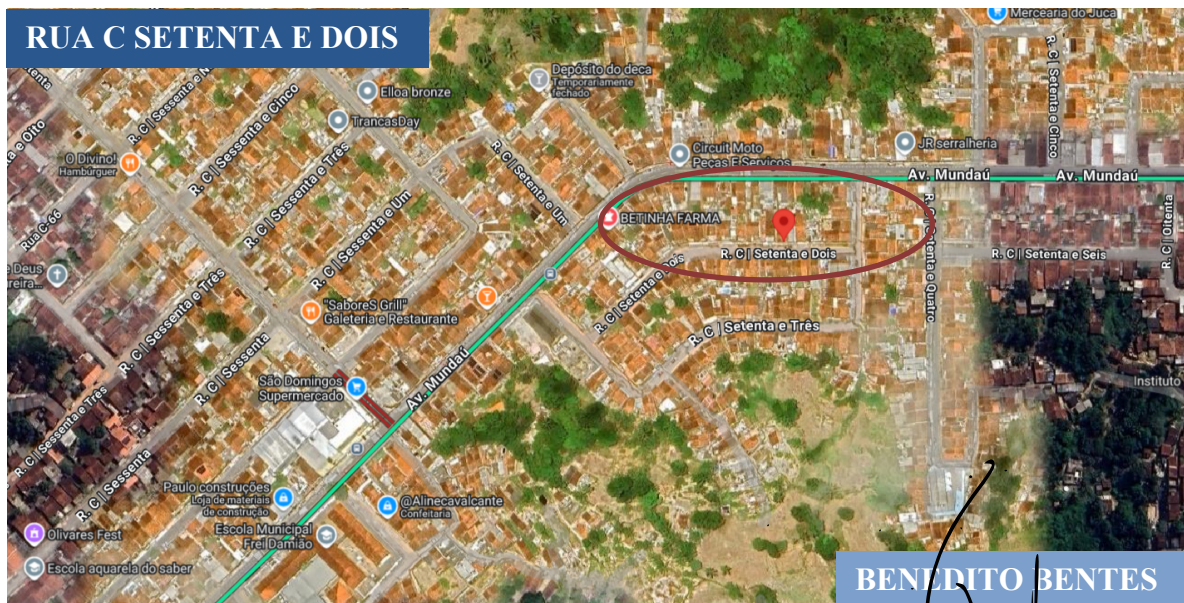 RUA C SETENTA E DOIS
Mercearia do Juca
Elloa bronze
Depósito do deca
Temporariamente
fechado
TrancasDay
R. C | Sessenta e Cinco
R. C | Setenta e Cinco
O Divino!
Hambúrguer
R. C | Sessenta e Três
R. C | Setenta e Um
Circuit Moto
Peças E Serviços
JR serralheria
Av. Mundaú
Av. Mundaú
Rua C-66
R. C | Sessenta e Um
BETINHA FARMA
R. C | Setenta e Dois
R. C | Setenta e Quatro
R. C | Setenta e Seis
R. C | Oitenta
e Deus
reira...
R. C | Sessenta e Três
"SaboreS Grill"
Galeteria e Restaurante
R. C | Setenta e Dois
R. C | Setenta e Três
R. C | Sessenta
São Domingos
Supermercado
Av. Mundaú
Instituto
R. C | Sessenta e Três
R. C | Sessenta
Paulo construções
Loja de materiais
de construção
@Alinecavalcante
Confeitaria
Olivares Fest
Escola Municipal
Frei Damião
Escola aquarela do saber
BENEDITO BENTES